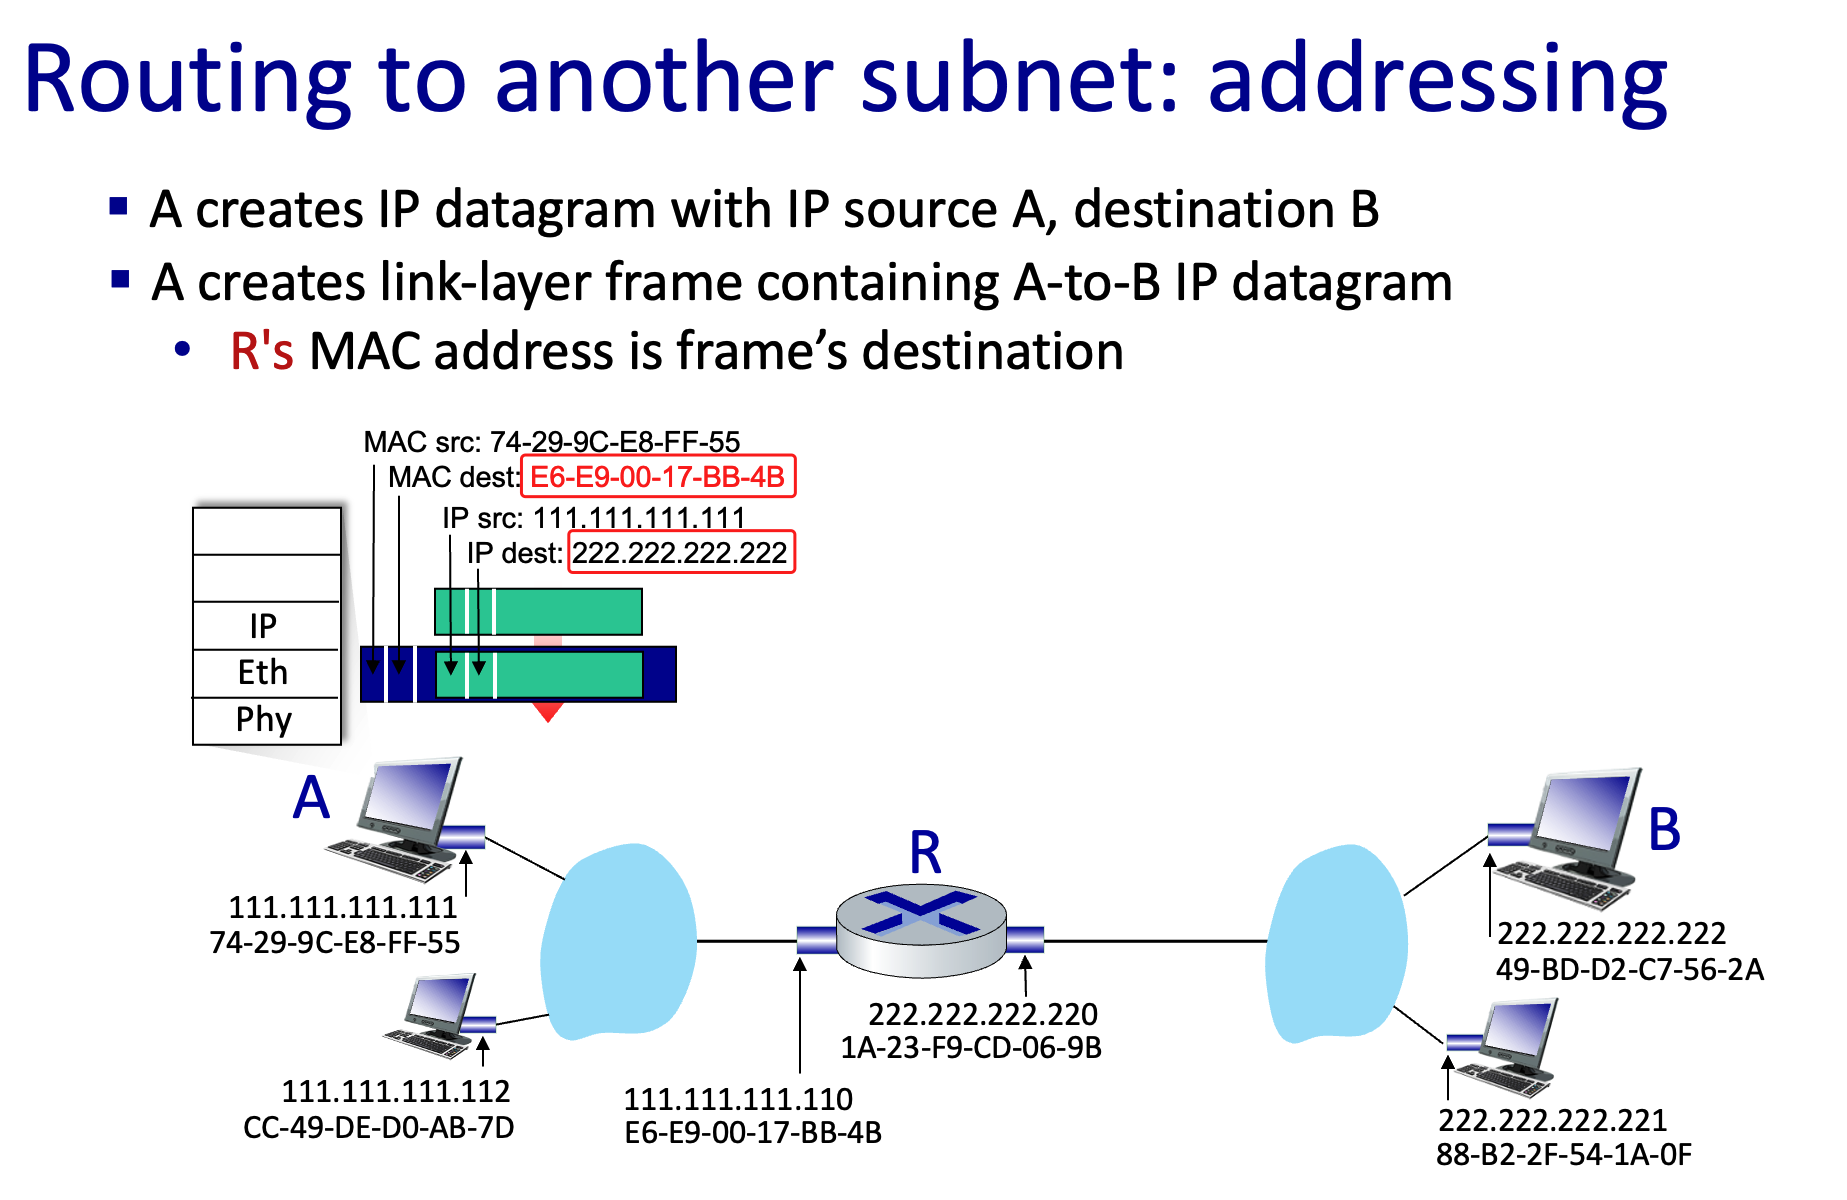 Routing to another subnet: addressing
▪ A creates IP datagram with IP source A, destination B
▪ A creates link-layer frame containing A-to-B IP datagram
• R's MAC address is frame’s destination
MAC src: 74-29-9C-E8-FF-55
MAC dest: E6-E9-00-17-BB-4B
IP src: 111.111.111.111
IP dest: 222.222.222.222
IP
Eth
Phy
A
111.111.111.111
74-29-9C-E8-FF-55
111.111.111.112
CC-49-DE-D0-AB-7D
R
111.111.111.110
E6-E9-00-17-BB-4B
222.222.222.220
1A-23-F9-CD-06-9B
B
222.222.222.222
49-BD-D2-C7-56-2A
222.222.222.221
88-B2-2F-54-1A-0F